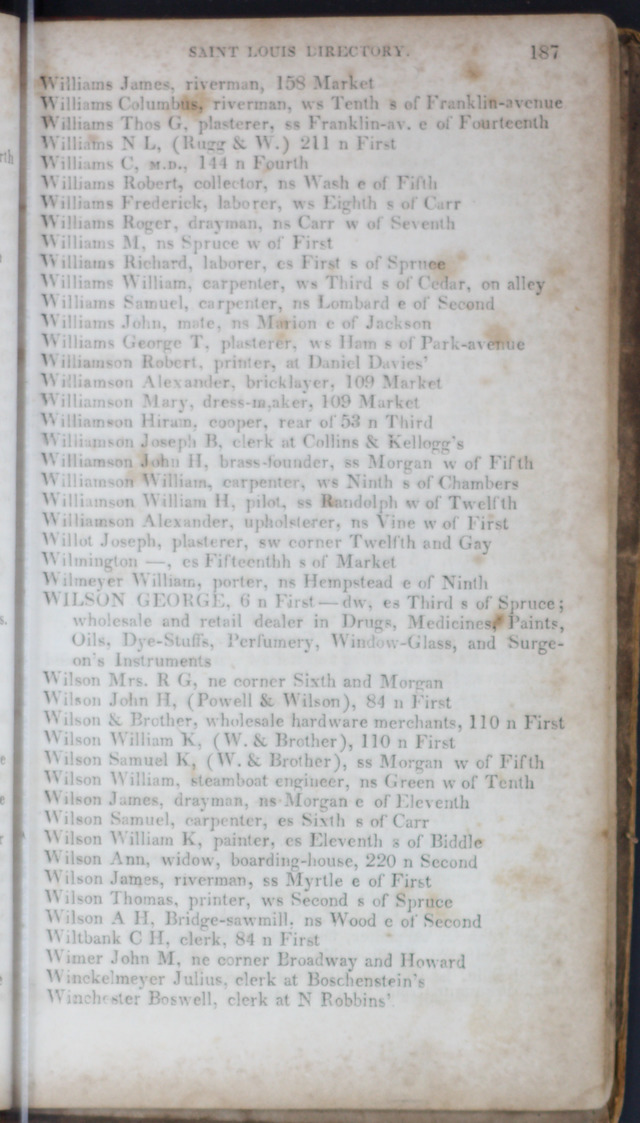 SAINT LOUIS DIRECTORY. 187
Williams James, riverman, 158 Market
Williams Columbus, riverman, ws Tenth s of Franklin-avenue
Williams Thos G, plasterer, ss Franklin-av. e of Fourteenth
Williams N L, (Rugg & W.) 211 n First
Williams C, M.D., 144 n Fourth
Williams Robert, collector, ns Wash e of Fifth
Williams Frederick, laborer, ws Eighth s of Carr
Williams Roger, drayman, ns Carr w of Seventh
Williams M, ns Spruce w of First
Williams Richard, laborer, es First s of Spruce
Williams William, carpenter, ws Third s of Cedar, on alley
Williams Samuel, carpenter, ns Lombard e of Second
Williams John, mate, ns Marion e of Jackson
Williams George T, plasterer, ws Ham s of Park-avenue
Williamson Robert, printer, at Daniel Davies'
Williamson Alexander, bricklayer, 109 Market
Williamson Mary, dress-m,aker, 109 Market
Williamson Hiram, cooper, rear of 53 n Third
Williamson Joseph B, clerk at Collins & Kellogg's
Williamson John H, brass-founder, ss Morgan w of Fifth
Williamson William, carpenter, ws Ninth s of Chambers
Williamson William H, pilot, ss Randolph w of Twelfth
Williamson Alexander, upholsterer, ns Vine w of First
Willot Joseph, plasterer, sw corner Twelfth and Gay
Wilmington —, es Fifteenthh s of Market
Wilmeyer William, porter, ns Hempstead e of Ninth
WILSON GEORGE, 6 n First—dw, es Third s of Spruce;
wholesale and retail dealer in Drugs, Medicines, Paints,
Oils, Dye-Stuffs, Perfumery, Window-Glass, and Surge-
on's Instruments
Wilson Mrs. R G, ne corner Sixth and Morgan
Wilson John H, (Powell & Wilson), 84 n First
Wilson & Brother, wholesale hardware merchants, 110 n First
Wilson William K, (W. & Brother), 110 n First
Wilson Samuel K, (W. & Brother), ss Morgan w of Fifth
Wilson William, steamboat engineer, ns Green w of Tenth
Wilson James, drayman, ns Morgan e of Eleventh
Wilson Samuel, carpenter, es Sixth s of Carr
Wilson William K, painter, es Eleventh s of Biddle
Wilson Ann, widow, boarding-house, 220 n Second
Wilson James, riverman, ss Myrtle e of First
Wilson Thomas, printer, ws Second s of Spruce
Wilson A H, Bridge-sawmill, ns Wood e of Second
Wiltbank C H, clerk, 84 n First
Wimer John M, ne corner Broadway and Howard
Winckelmeyer Julius, clerk at Boschenstein's
Winchester Boswell, clerk at N Robbins'